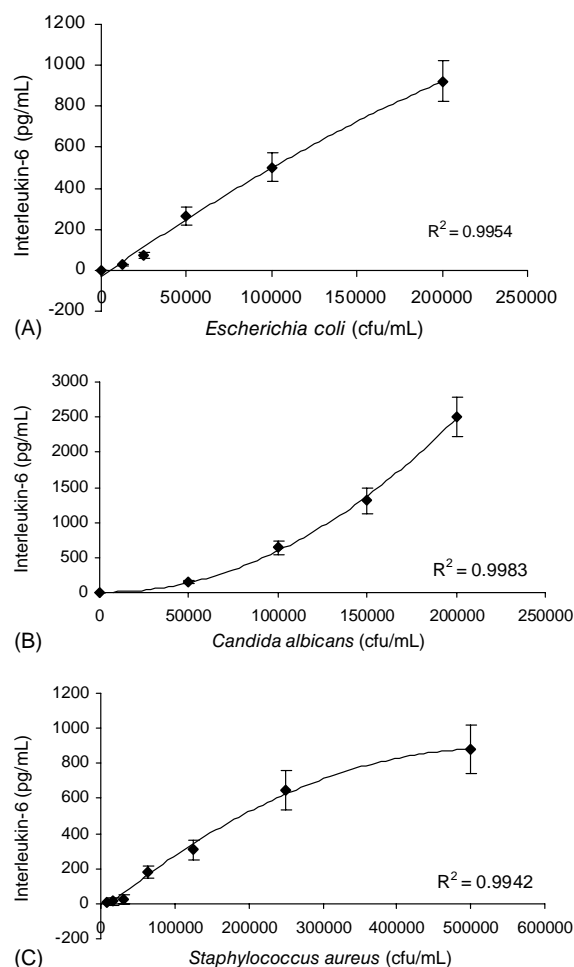 1200
1000
800
600
400
200
0
-200
Interleukin-6 (pg/mL)
R² = 0.9954
0 50000 100000 150000 200000 250000
(A) Escherichia coli (cfu/mL)
3000
2500
2000
1500
1000
500
0
Interleukin-6 (pg/mL)
R² = 0.9983
0 50000 100000 150000 200000 250000
(B) Candida albicans (cfu/mL)
1200
1000
800
600
400
200
0
-200
Interleukin-6 (pg/mL)
R² = 0.9942
0 100000 200000 300000 400000 500000 600000
(C) Staphylococcus aureus (cfu/mL)